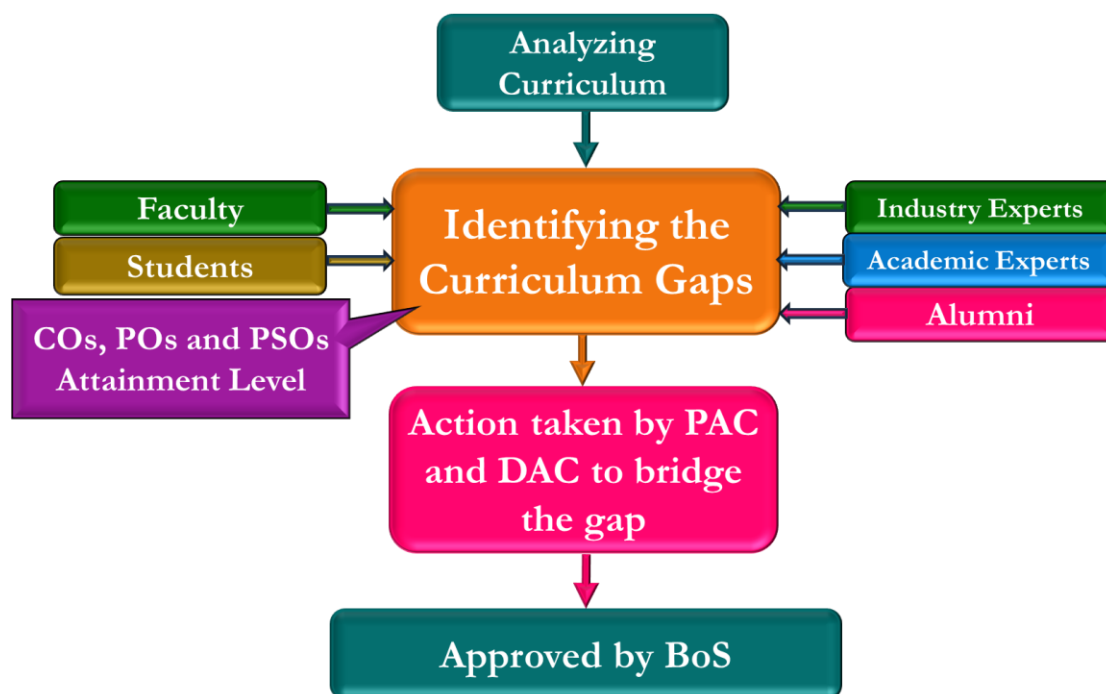 Analyzing
Curriculum
Faculty
Students
COs, POs and PSOs
Attainment Level
Identifying the
Curriculum Gaps
Industry Experts
Academic Experts
Alumni
Action taken by PAC
and DAC to bridge
the gap
Approved by BoS